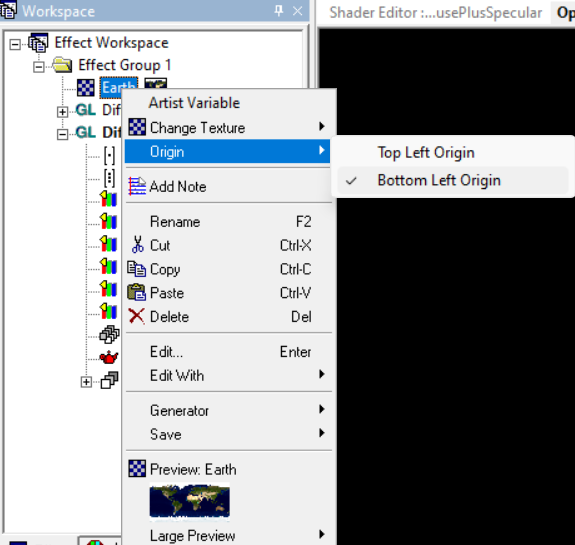 Workspace
Shader Editor :...usePlusSpecular
Op
Effect Workspace
Effect Group 1
Earth
GL Dif
GL Dif
Artist Variable
Change Texture
Origin
Top Left Origin
Bottom Left Origin
Add Note
Rename F2
Cut Ctrl-X
Copy Ctrl-C
Paste Ctrl-V
Delete Del
Edit... Enter
Edit With
Generator
Save
Preview: Earth
Large Preview